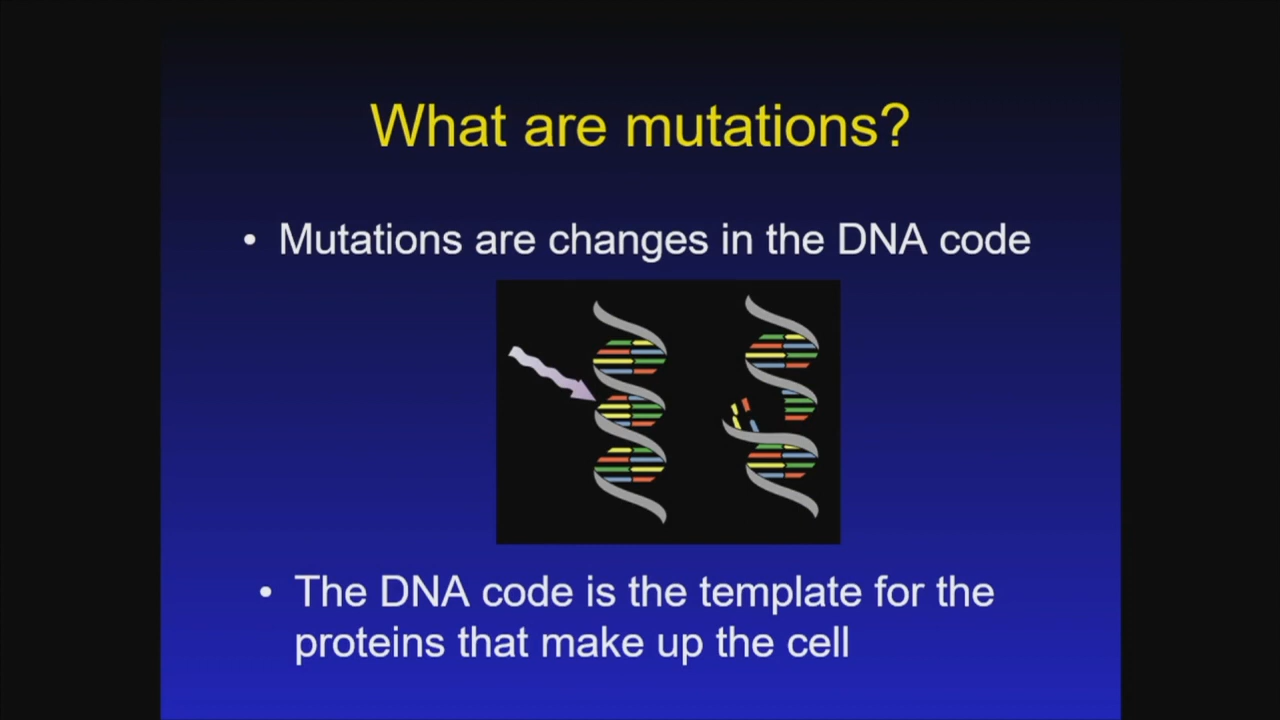 What are mutations?
• Mutations are changes in the DNA code
• The DNA code is the template for the
proteins that make up the cell